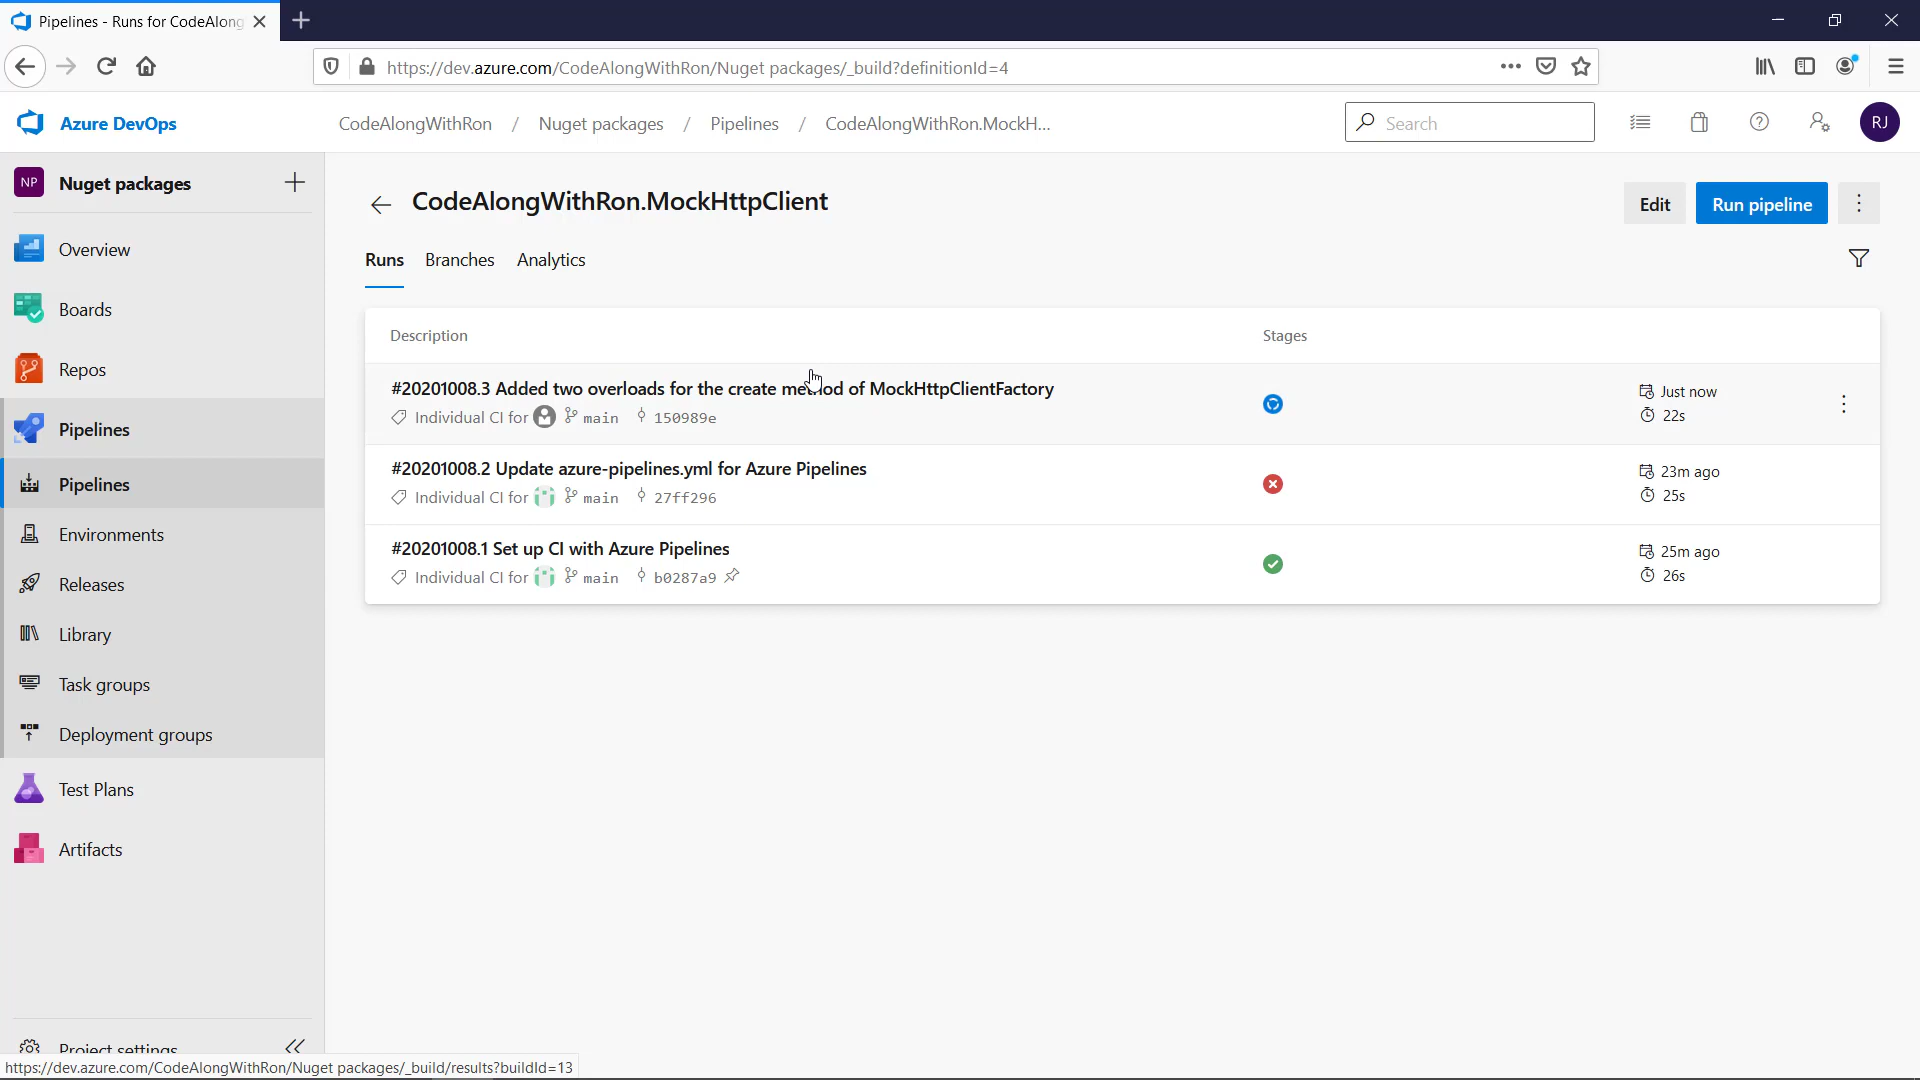 Pipelines - Runs for CodeAlong
https://dev.azure.com/CodeAlongWithRon/Nuget packages/_build?definitionId=4
Azure DevOps
CodeAlongWithRon / Nuget packages / Pipelines / CodeAlongWithRon.MockH...
Search
RJ
NP Nuget packages
Overview
Boards
Repos
Pipelines
Pipelines
Environments
Releases
Library
Task groups
Deployment groups
Test Plans
Artifacts
Project settings
CodeAlongWithRon.MockHttpClient
Edit
Run pipeline
Runs Branches Analytics
Description Stages
#20201008.3 Added two overloads for the create method of MockHttpClientFactory
Individual CI for main 150989e
Just now
22s
#20201008.2 Update azure-pipelines.yml for Azure Pipelines
Individual CI for main 27ff296
23m ago
25s
#20201008.1 Set up CI with Azure Pipelines
Individual CI for main b0287a9
25m ago
26s
https://dev.azure.com/CodeAlongWithRon/Nuget packages/_build/results?buildId=13